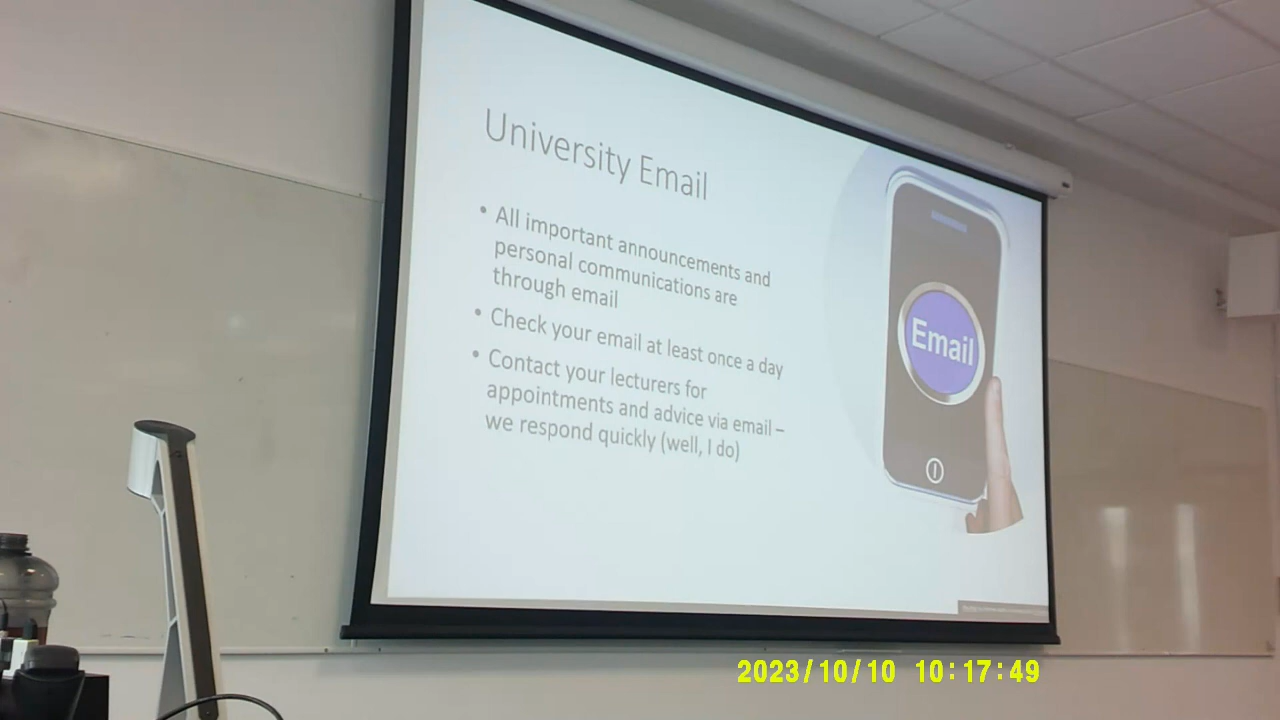 University Email
• All important announcements and
personal communications are
through email
• Check your email at least once a day
• Contact your lecturers for
appointments and advice via email –
we respond quickly (well, I do)
Email
2023/10/10 10:17:49